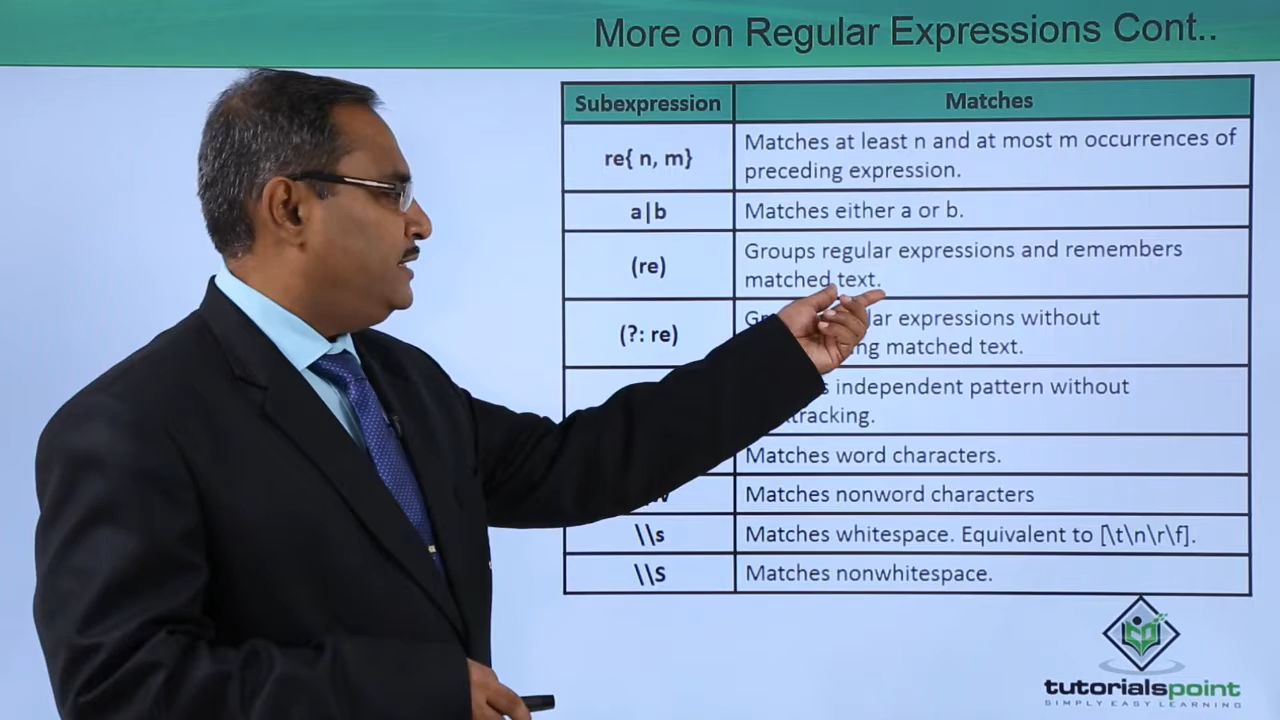 More on Regular Expressions Cont..
Subexpression Matches
re{ n, m} Matches at least n and at most m occurrences of
preceding expression.
a|b Matches either a or b.
(re) Groups regular expressions and remembers
matched text.
(?: re) expressions without
matched text.
independent pattern without
Matches word characters.
Matches nonword characters
\\s Matches whitespace. Equivalent to [\t\n\r\f].
\\S Matches nonwhitespace.
tutorialspoint
SIMPLY EASY LEARNING